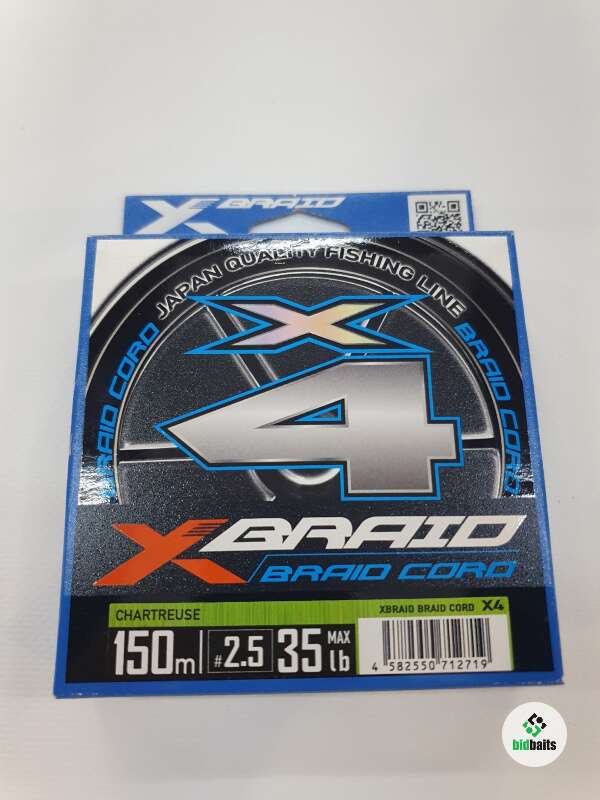 X BRAID
JAPAN QUALITY FISHING LINE
BRAID CORD
BRAID CORD
X
4
XBRAID
BRAID CORD
CHARTREUSE
150m #2.5 35 MAX lb
XBRAID BRAID CORD X4
4 582550 712719
bidbaits